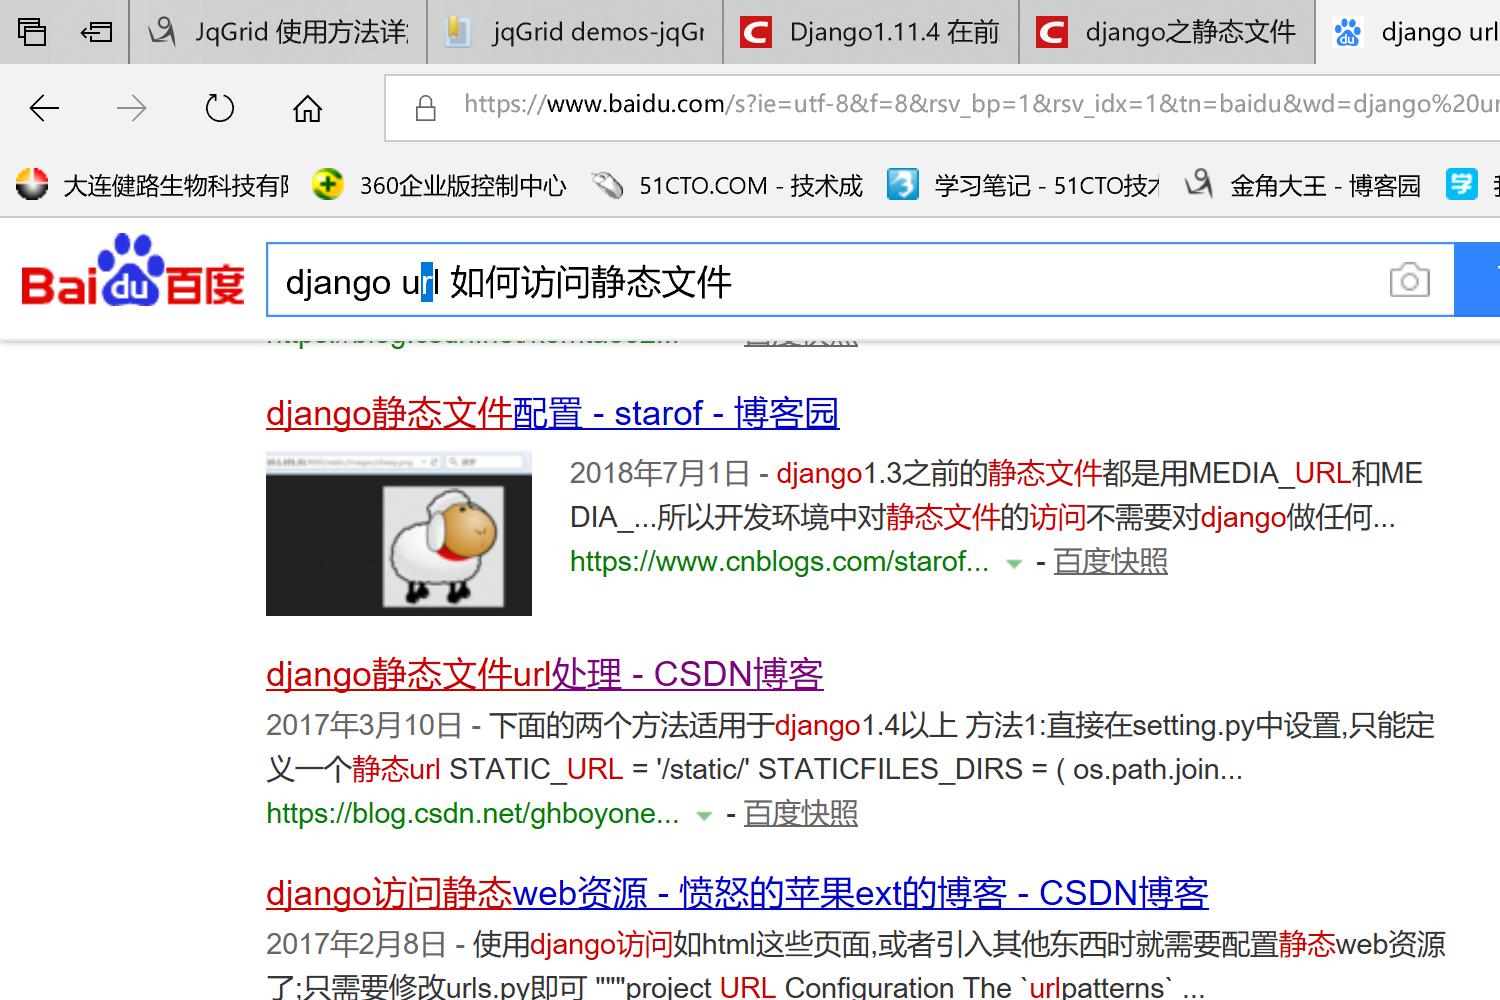 JqGrid 使用方法详
jqGrid demos-jqGr
Django1.11.4 在前
django之静态文件
django url
https://www.baidu.com/s?ie=utf-8&f=8&rsv_bp=1&rsv_idx=1&tn=baidu&wd=django%20ur
大连健路生物科技有
360企业版控制中心
51CTO.COM - 技术成
学习笔记 - 51CTO技
金角大王 - 博客园
学
Baidu百度
django url 如何访问静态文件
百度快照
django静态文件配置 - starof - 博客园
2018年7月1日 - django1.3之前的静态文件都是用MEDIA_URL和ME
DIA_...所以开发环境中对静态文件的访问不需要对django做任何...
https://www.cnblogs.com/starof... - 百度快照
django静态文件url处理 - CSDN博客
2017年3月10日 - 下面的两个方法适用于django1.4以上 方法1:直接在setting.py中设置,只能定
义一个静态url STATIC_URL = '/static/' STATICFILES_DIRS = ( os.path.join...
https://blog.csdn.net/ghboyone... - 百度快照
django访问静态web资源 - 愤怒的苹果ext的博客 - CSDN博客
2017年2月8日 - 使用django访问如html这些页面,或者引入其他东西时就需要配置静态web资源
了;只需要修改urls.py即可 """project URL Configuration The `urlpatterns` ...